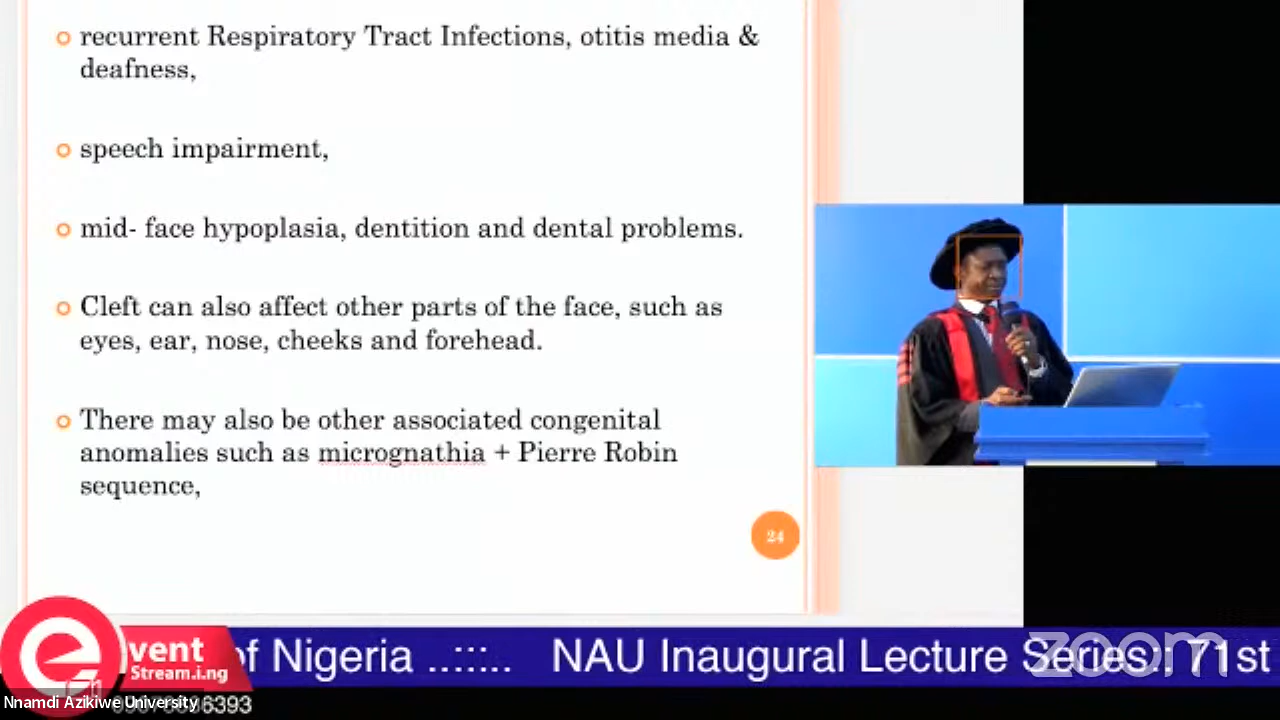 recurrent Respiratory Tract Infections, otitis media &
deafness,
speech impairment,
mid- face hypoplasia, dentition and dental problems.
Cleft can also affect other parts of the face, such as
eyes, ear, nose, cheeks and forehead.
There may also be other associated congenital
anomalies such as micrognathia + Pierre Robin
sequence,
24
event
Stream.i.ng
of Nigeria ..:::.. NAU Inaugural Lecture Series.: 71st
zoom
Nnamdi Azikiwe University